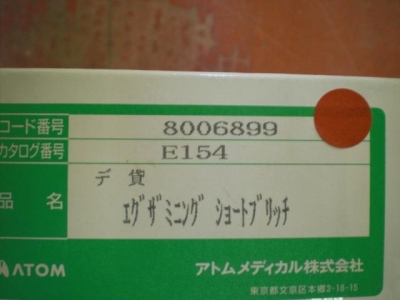 コード番号 8006899
カタログ番号 E154
品名 デ 貸
ｴｸﾞｻﾞﾐﾆﾝｸﾞ ｼｮｰﾄﾌﾞﾘｯﾁ
ATOM アトムメディカル株式会社
東京都文京区本郷3-18-15